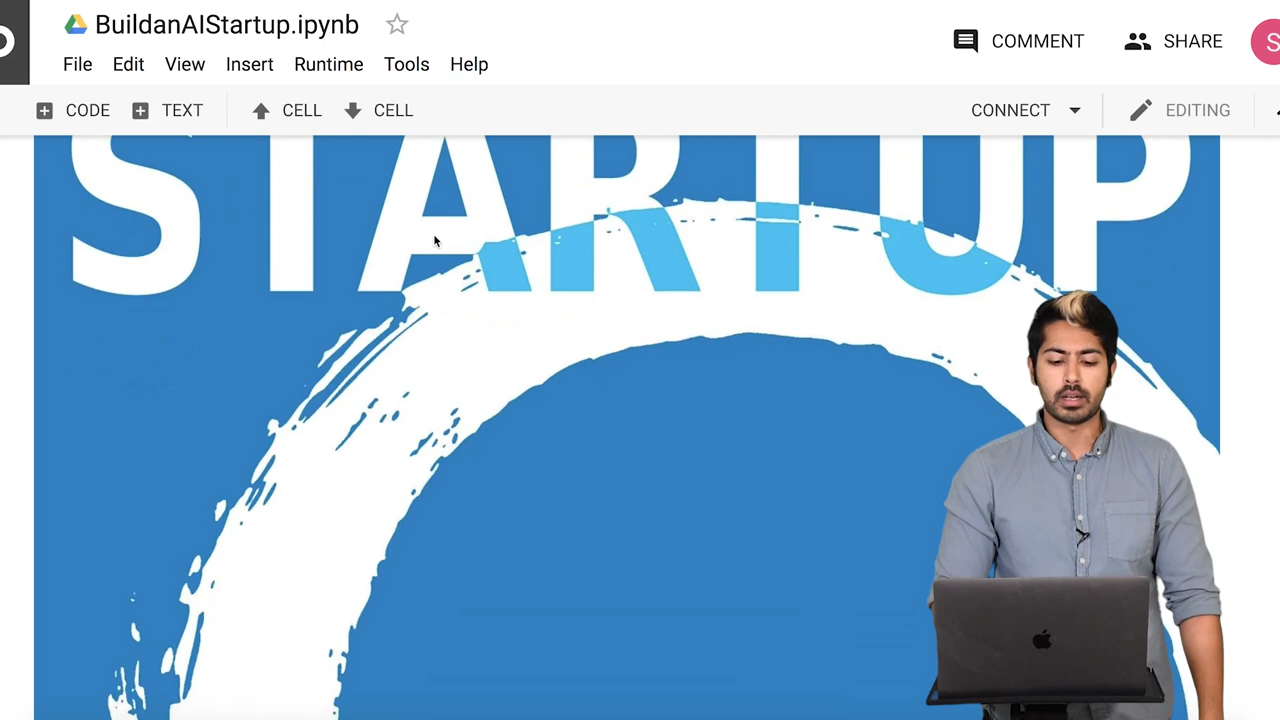 BuildanAIStartup.ipynb
COMMENT
SHARE
S
File Edit View Insert Runtime Tools Help
CODE TEXT CELL CELL
CONNECT
EDITING
STARTUP